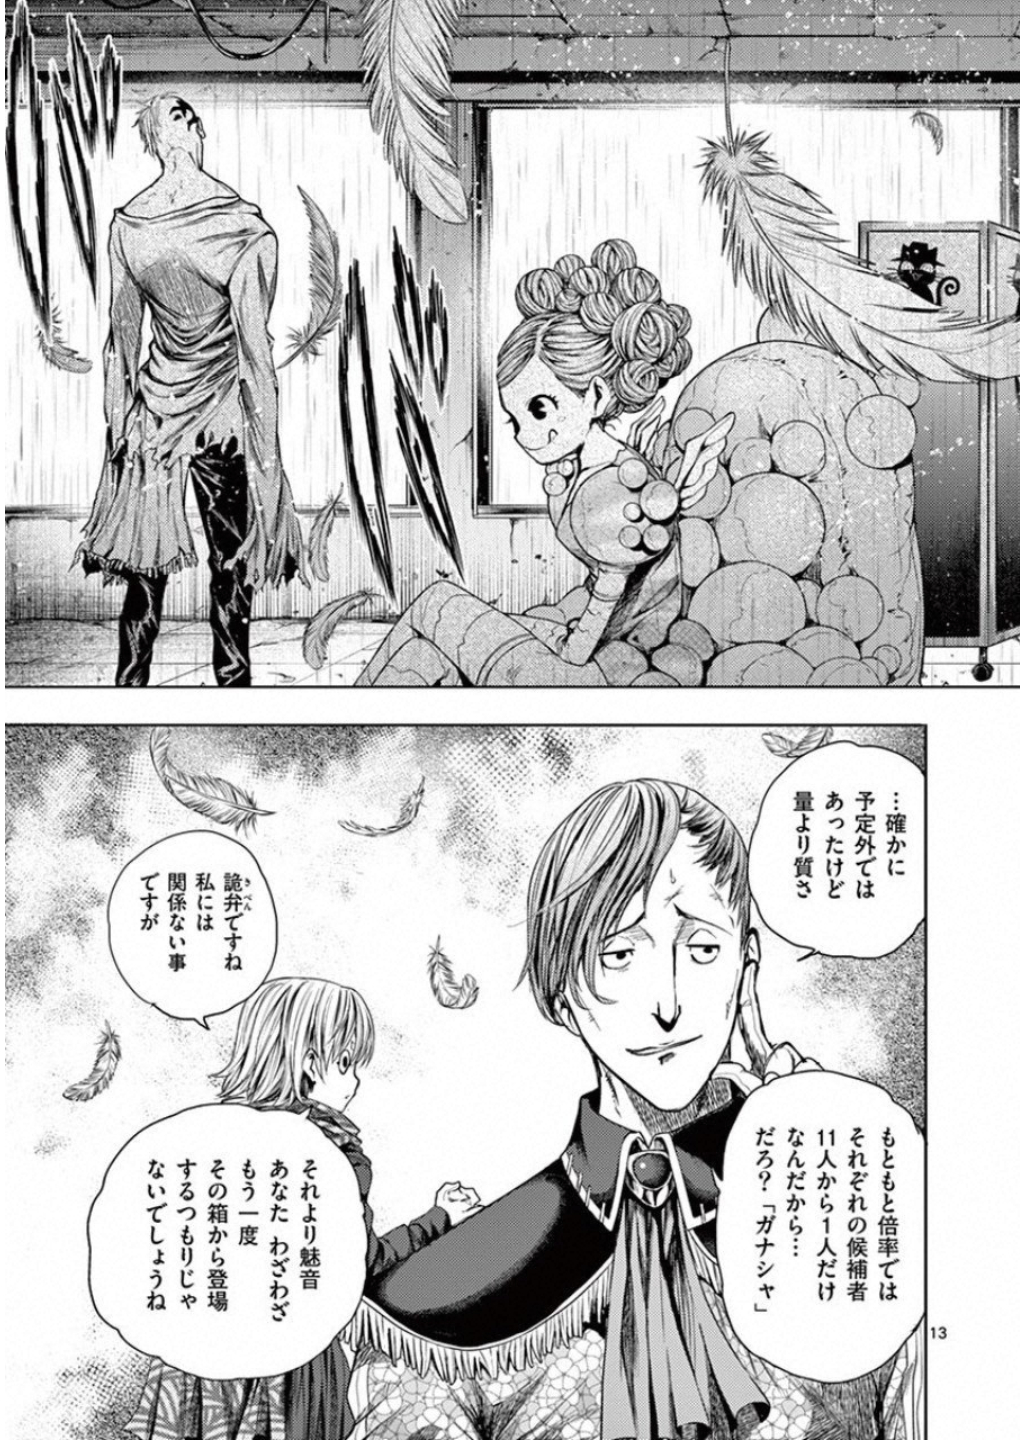 …確かに
予定外では
あったけど
量より質さ
もともと倍率では
それぞれの候補者
11人から1人だけ
なんだから…
だろ?「ガナシャ」
詭弁ですね
きべん
私には
関係ない事
ですが
それより魅音
あなた わざわざ
もう一度
その箱から登場
するつもりじゃ
ないでしょうね
13